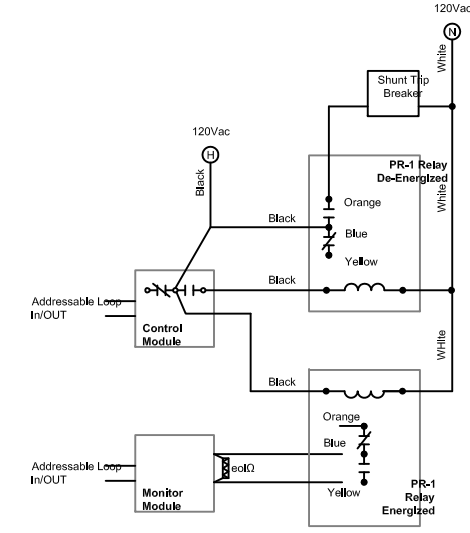 120Vac
N
White
Shunt Trip
Breaker
120Vac
H
Black
PR-1 Relay
De-Energized
White
Orange
Black
Blue
Yellow
Black
Addressable Loop
In/OUT
Control
Module
WHite
Black
Orange
Blue
Addressable Loop
In/OUT
eolΩ
Yellow
Monitor
Module
PR-1
Relay
Energized